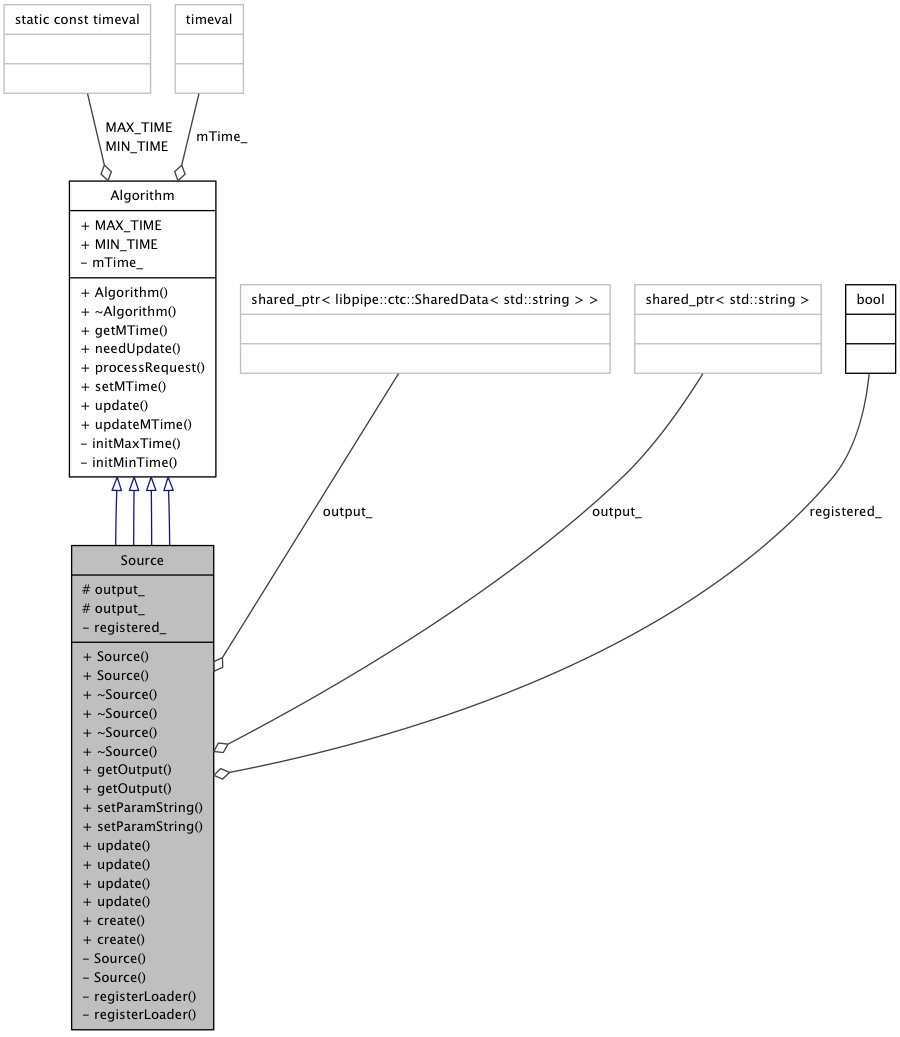 static const timeval
timeval
MAX_TIME
MIN_TIME
mTime_
Algorithm
+ MAX_TIME
+ MIN_TIME
- mTime_
+ Algorithm()
+ ~Algorithm()
+ getMTime()
+ needUpdate()
+ processRequest()
+ setMTime()
+ update()
+ updateMTime()
- initMaxTime()
- initMinTime()
shared_ptr< libpipe::ctc::SharedData< std::string > >
shared_ptr< std::string >
bool
output_
output_
registered_
Source
# output_
# output_
- registered_
+ Source()
+ Source()
+ ~Source()
+ ~Source()
+ ~Source()
+ ~Source()
+ getOutput()
+ getOutput()
+ setParamString()
+ setParamString()
+ update()
+ update()
+ update()
+ update()
+ create()
+ create()
- Source()
- Source()
- registerLoader()
- registerLoader()